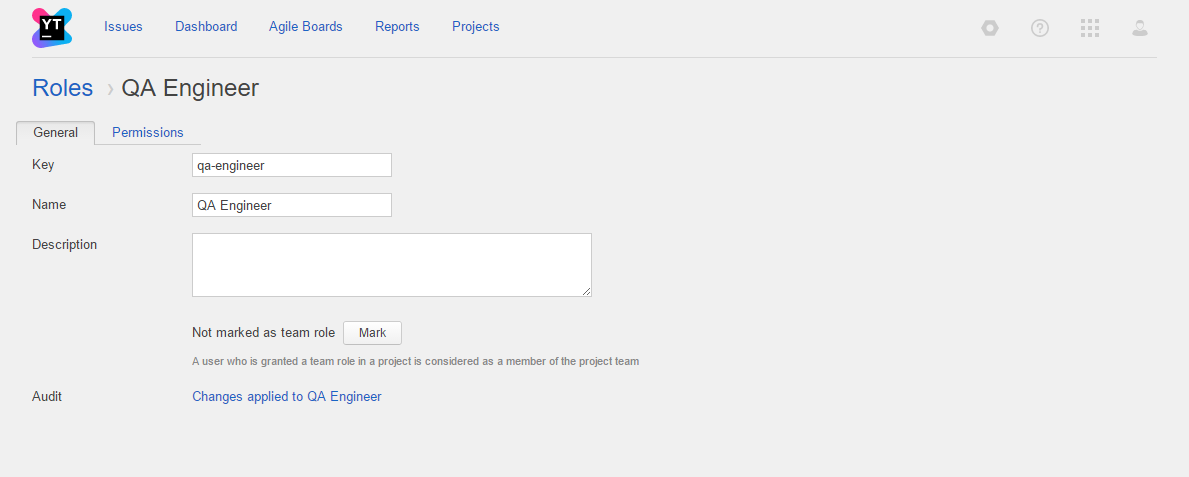 YT
Issues Dashboard Agile Boards Reports Projects
Roles › QA Engineer
General Permissions
Key qa-engineer
Name QA Engineer
Description
Not marked as team role Mark
A user who is granted a team role in a project is considered as a member of the project team
Audit Changes applied to QA Engineer